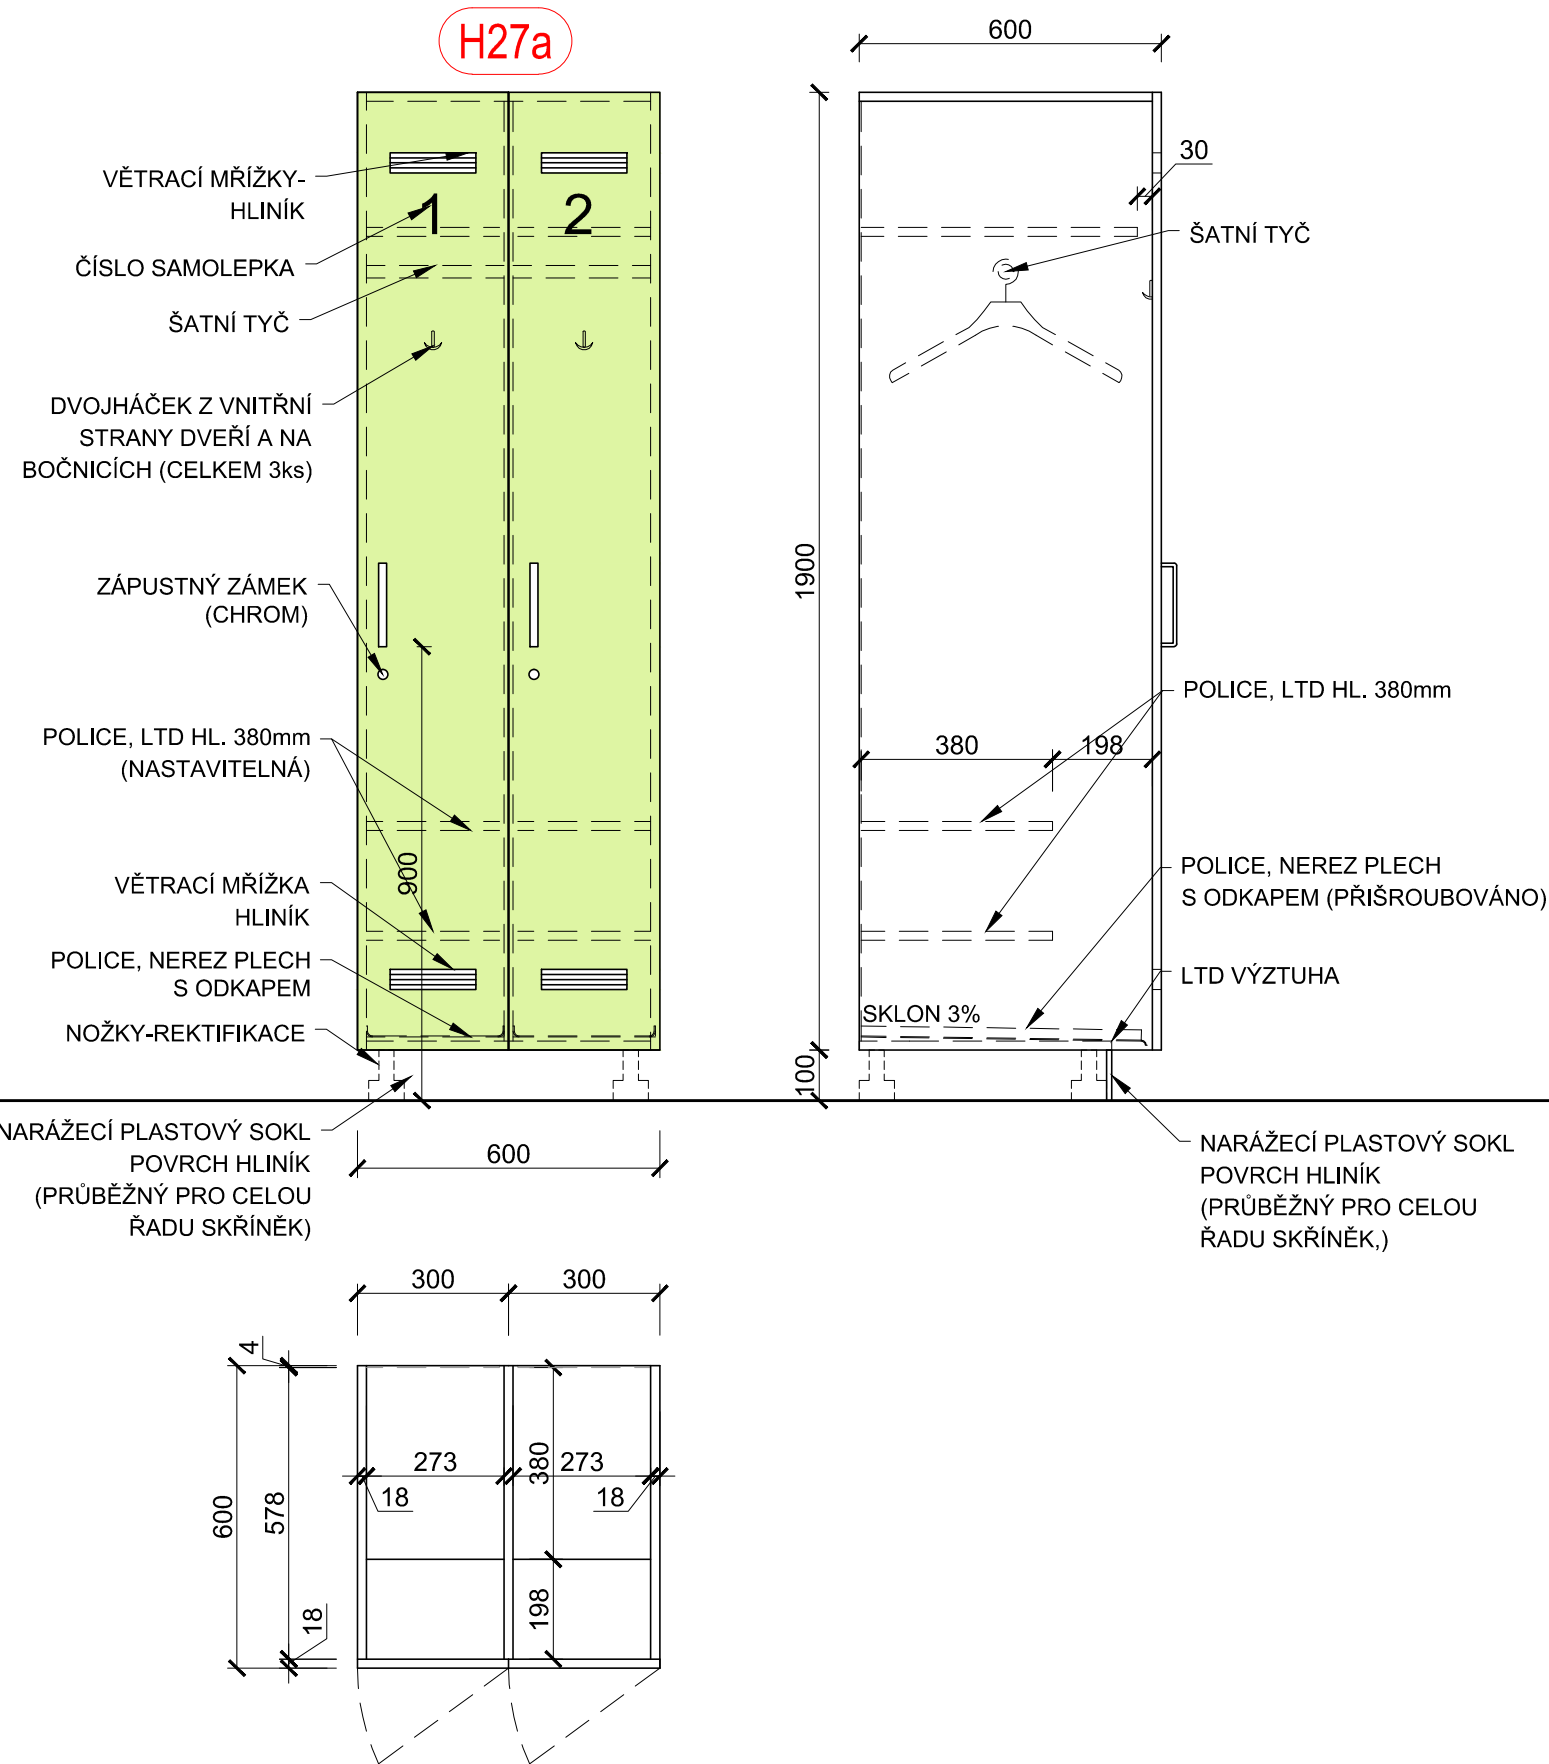 H27a
600
VĚTRACÍ MŘÍŽKY-
HLINÍK
1
2
30
ČÍSLO SAMOLEPKA
ŠATNÍ TYČ
ŠATNÍ TYČ
DVOJHÁČEK Z VNITŘNÍ
STRANY DVEŘÍ A NA
BOČNICÍCH (CELKEM 3ks)
1900
ZÁPUSTNÝ ZÁMEK
(CHROM)
POLICE, LTD HL. 380mm
(NASTAVITELNÁ)
POLICE, LTD HL. 380mm
380
198
900
VĚTRACÍ MŘÍŽKA
HLINÍK
POLICE, NEREZ PLECH
S ODKAPEM (PŘIŠROUBOVÁNO)
POLICE, NEREZ PLECH
S ODKAPEM
LTD VÝZTUHA
SKLON 3%
NOŽKY-REKTIFIKACE
100
NARÁŽECÍ PLASTOVÝ SOKL
POVRCH HLINÍK
(PRŮBĚŽNÝ PRO CELOU
ŘADU SKŘÍNĚK)
600
NARÁŽECÍ PLASTOVÝ SOKL
POVRCH HLINÍK
(PRŮBĚŽNÝ PRO CELOU
ŘADU SKŘÍNĚK,)
300
300
4
273
380
273
18
18
600
578
198
18